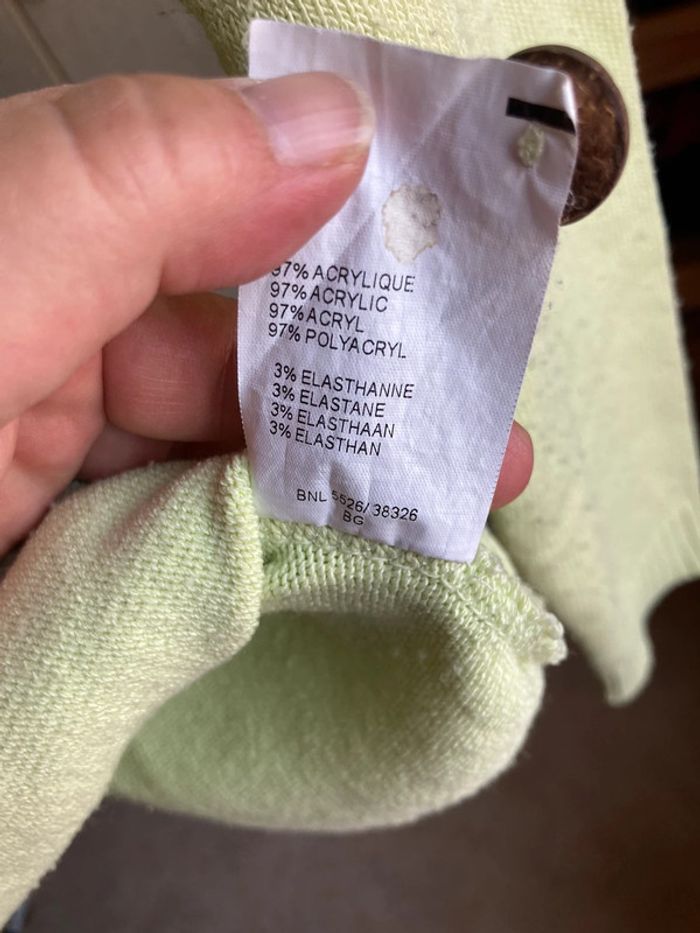 97% ACRYLIQUE
97% ACRYLIC
97% ACRYL
97% POLYACRYL
3% ELASTHANNE
3% ELASTANE
3% ELASTHAAN
3% ELASTHAN
BNL 5526/38326
BG